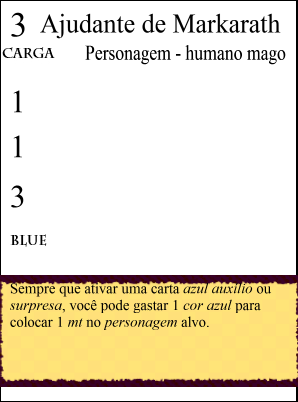 3 Ajudante de Markarath
CARGA Personagem - humano mago
1
1
3
BLUE
Sempre que ativar uma carta azul auxílio ou
surpresa, você pode gastar 1 cor azul para
colocar 1 mt no personagem alvo.